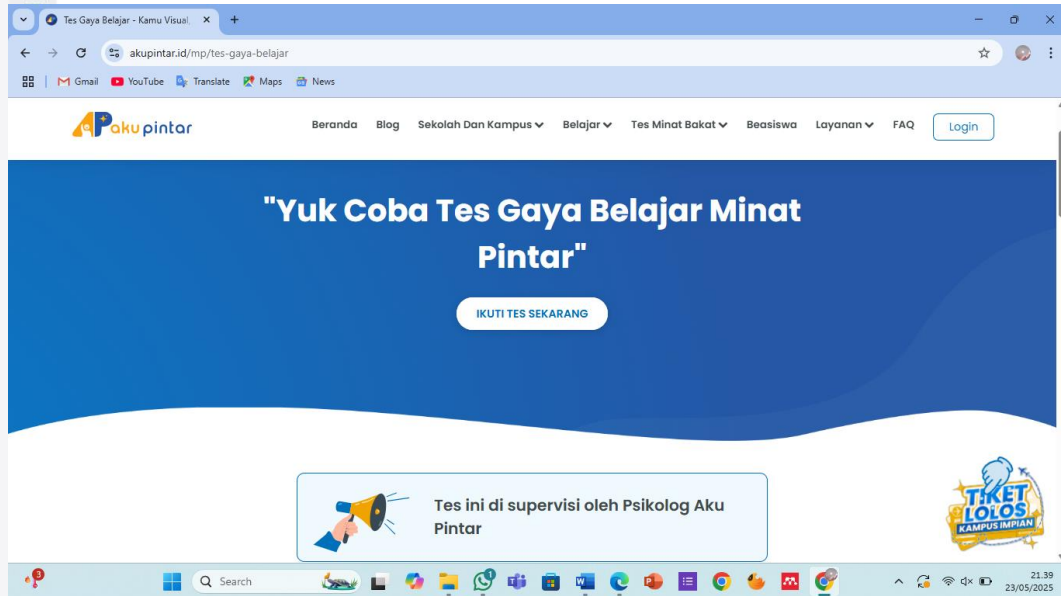 Tes Gaya Belajar - Kamu Visual,
akupintar.id/mp/tes-gaya-belajar
Gmail YouTube Translate Maps News
AP aku pintar Beranda Blog Sekolah Dan Kampus Belajar Tes Minat Bakat Beasiswa Layanan FAQ Login
"Yuk Coba Tes Gaya Belajar Minat
Pintar"
IKUTI TES SEKARANG
Tes ini di supervisi oleh Psikolog Aku
Pintar
TIKET
LOLOS
KAMPUS IMPIAN
3
Search
1
21.39
23/05/2025